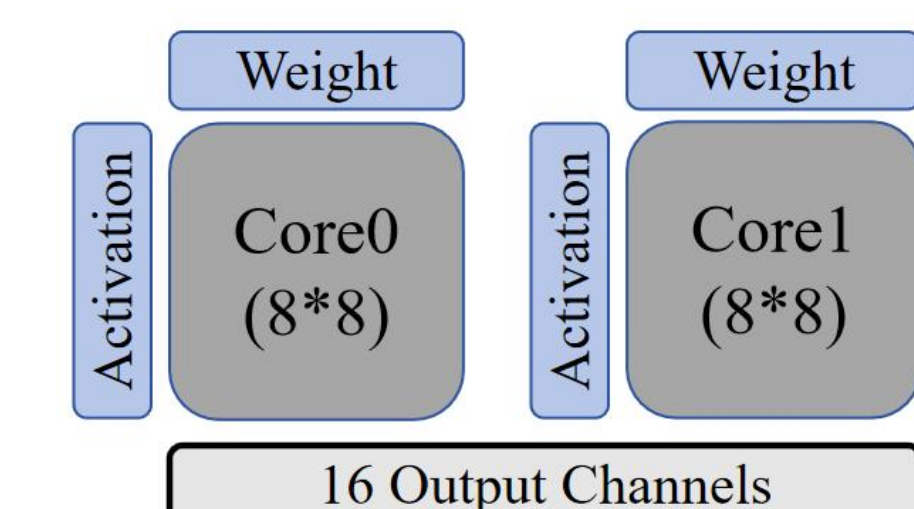 Weight
Weight
Activation
Core0
(8*8)
Activation
Core1
(8*8)
16 Output Channels